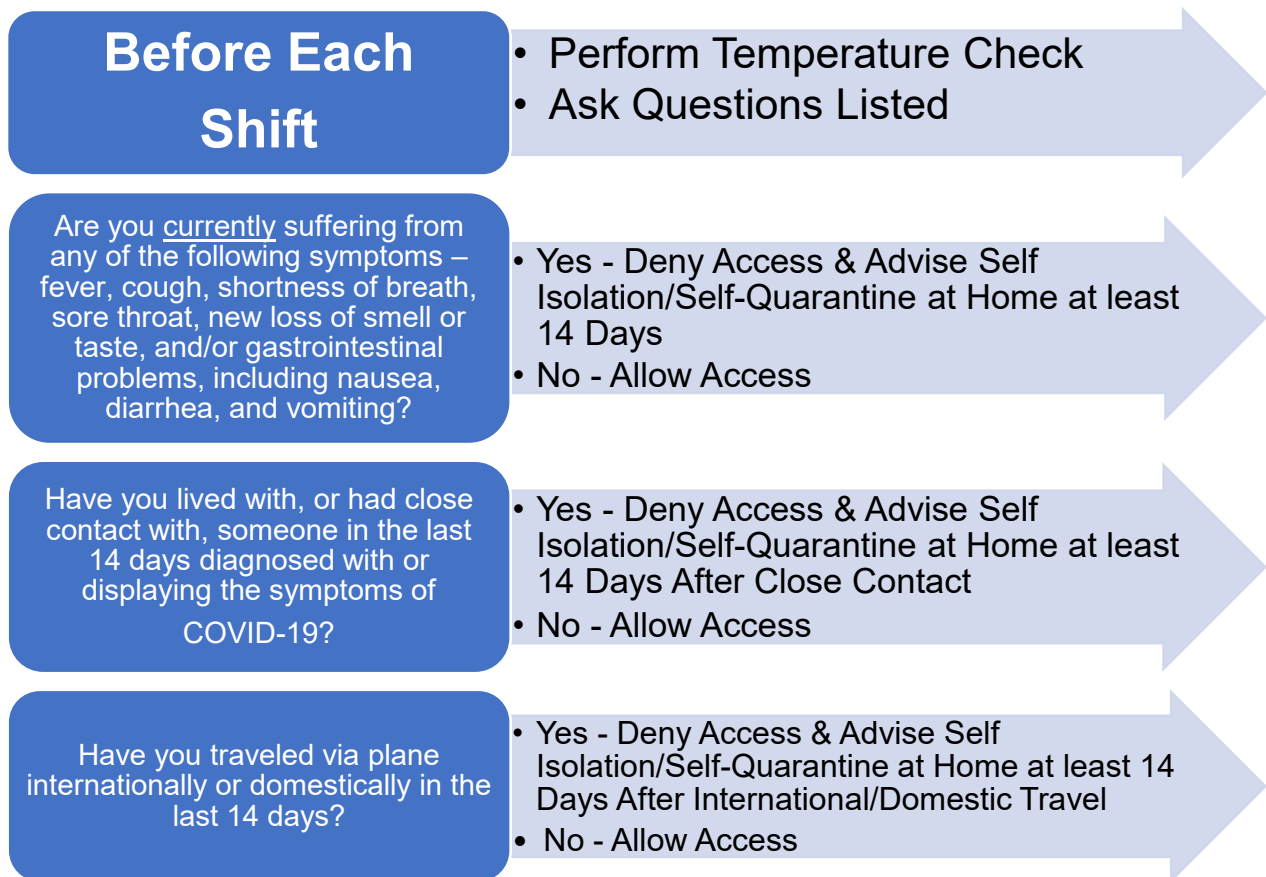 Before Each
Shift
• Perform Temperature Check
• Ask Questions Listed
Are you currently suffering from
any of the following symptoms –
fever, cough, shortness of breath,
sore throat, new loss of smell or
taste, and/or gastrointestinal
problems, including nausea,
diarrhea, and vomiting?
• Yes - Deny Access & Advise Self
Isolation/Self-Quarantine at Home at least
14 Days
• No - Allow Access
Have you lived with, or had close
contact with, someone in the last
14 days diagnosed with or
displaying the symptoms of
COVID-19?
• Yes - Deny Access & Advise Self
Isolation/Self-Quarantine at Home at least
14 Days After Close Contact
• No - Allow Access
Have you traveled via plane
internationally or domestically in the
last 14 days?
• Yes - Deny Access & Advise Self
Isolation/Self-Quarantine at Home at least 14
Days After International/Domestic Travel
• No - Allow Access